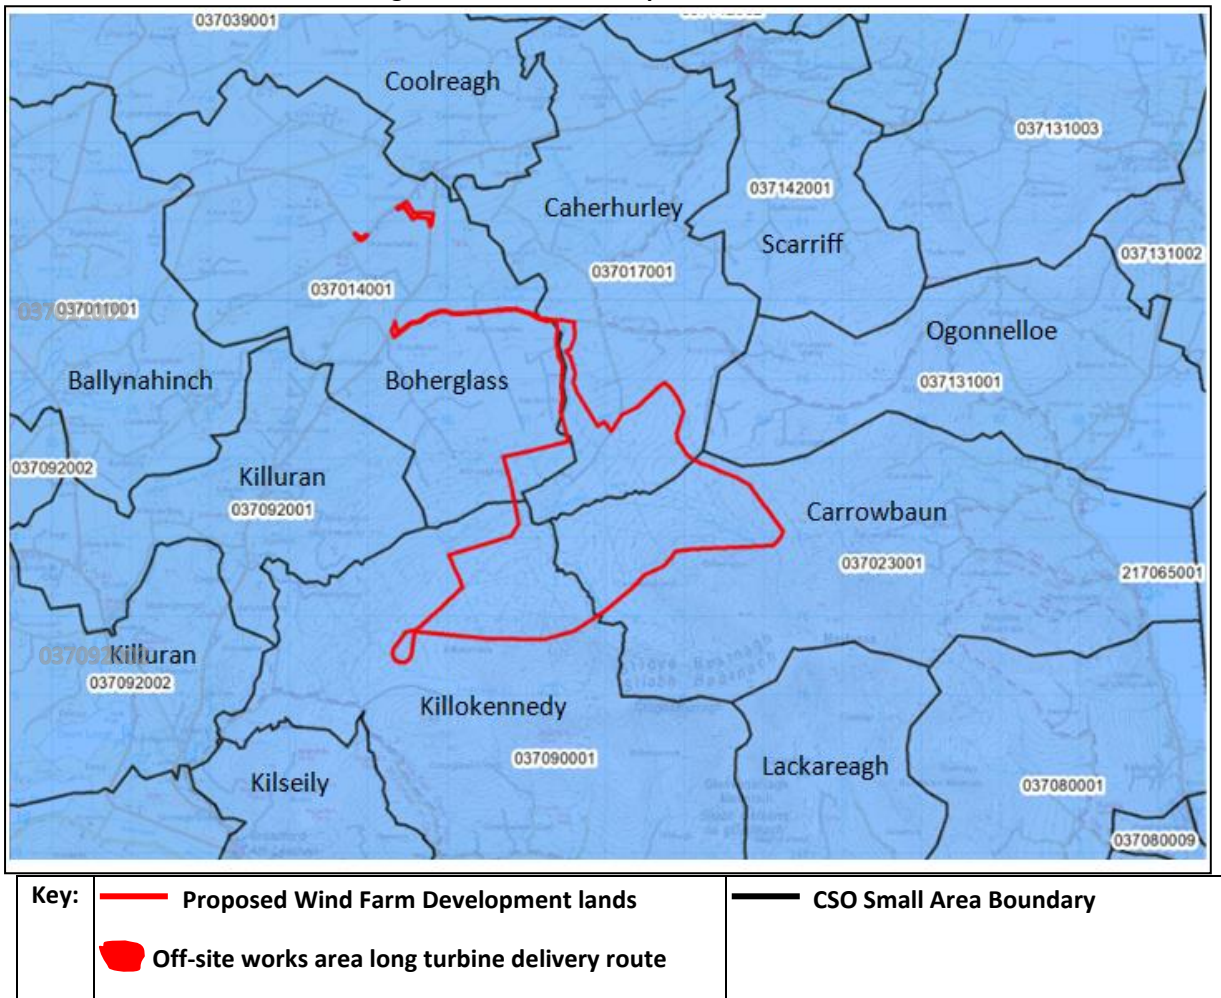 037039001
Coolreagh
037131003
037142001
Caherhurley
Scarriff
037131002
037017001
037014001
037011001
Ogonnelloe
Ballynahinch
Boherglass
037131001
037092002
Killuran
037092001
Carrowbaun
037023001
217065001
Killuran
037092002
Killokennedy
037090001
Lackareagh
Kilseily
037080001
037080009
Key:
Proposed Wind Farm Development lands
CSO Small Area Boundary
Off-site works area long turbine delivery route